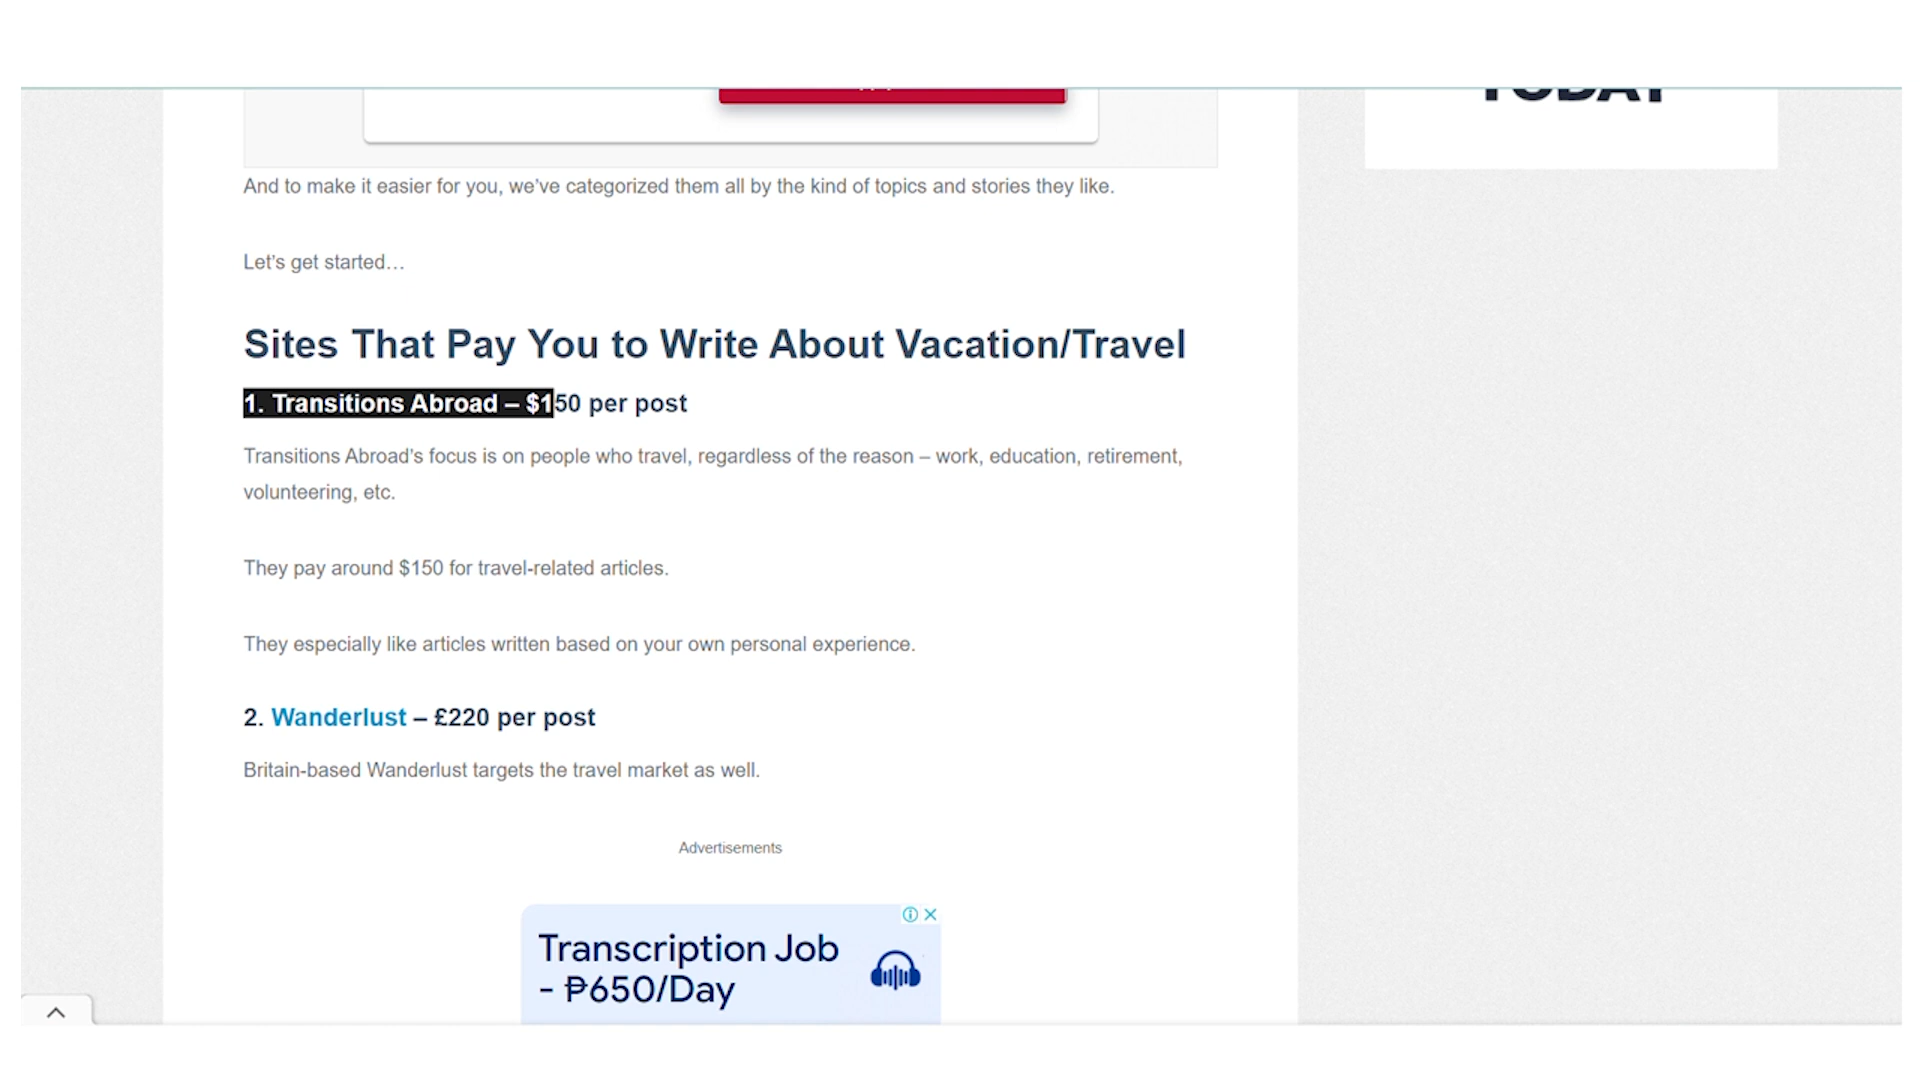 TODAY
And to make it easier for you, we’ve categorized them all by the kind of topics and stories they like.
Let’s get started…
Sites That Pay You to Write About Vacation/Travel
1. Transitions Abroad – $150 per post
Transitions Abroad’s focus is on people who travel, regardless of the reason – work, education, retirement,
volunteering, etc.
They pay around $150 for travel-related articles.
They especially like articles written based on your own personal experience.
2. Wanderlust – £220 per post
Britain-based Wanderlust targets the travel market as well.
Advertisements
Transcription Job
- ₱650/Day